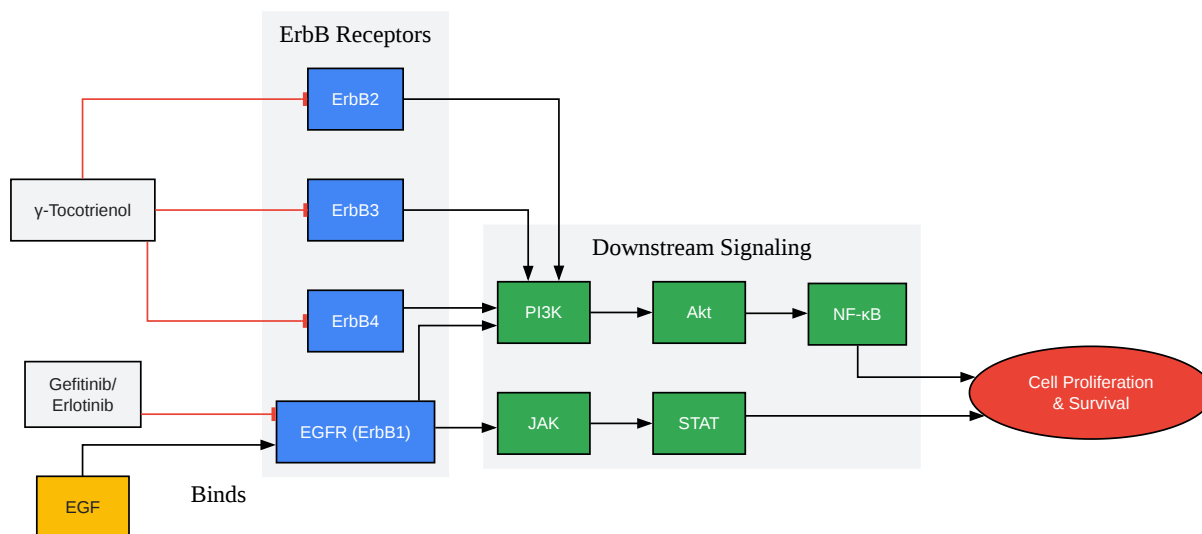 ErbB Receptors
ErbB2
γ-Tocotrienol
ErbB3
Downstream Signaling
ErbB4
PI3K
Akt
NF-κB
Gefitinib/
Erlotinib
EGFR (ErbB1)
JAK
STAT
Cell Proliferation
& Survival
Binds
EGF